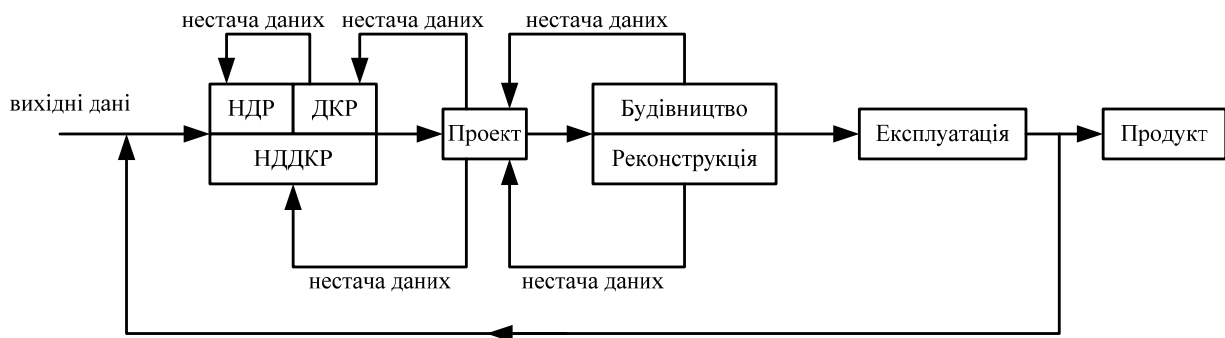 нестача даних
нестача даних
нестача даних
вихідні дані
НДР
ДКР
НДДКР
Проект
Будівництво
Реконструкція
Експлуатація
Продукт
нестача даних
нестача даних